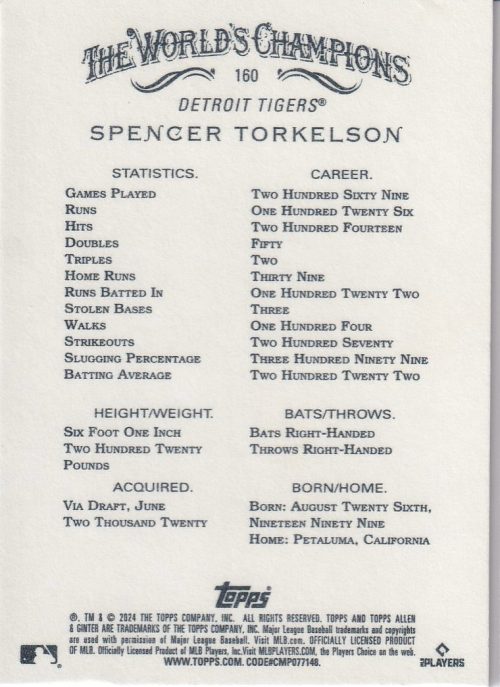 THE WORLD'S CHAMPIONS
160
DETROIT TIGERS®
SPENCER TORKELSON
STATISTICS. CAREER.
GAMES PLAYED TWO HUNDRED SIXTY NINE
RUNS ONE HUNDRED TWENTY SIX
HITS TWO HUNDRED FOURTEEN
DOUBLES FIFTY
TRIPLES TWO
HOME RUNS THIRTY NINE
RUNS BATTED IN ONE HUNDRED TWENTY TWO
STOLEN BASES THREE
WALKS ONE HUNDRED FOUR
STRIKEOUTS TWO HUNDRED SEVENTY
SLUGGING PERCENTAGE THREE HUNDRED NINETY NINE
BATTING AVERAGE TWO HUNDRED TWENTY TWO
HEIGHT/WEIGHT.
SIX FOOT ONE INCH
TWO HUNDRED TWENTY
POUNDS
BATS/THROWS.
BATS RIGHT-HANDED
THROWS RIGHT-HANDED
ACQUIRED.
VIA DRAFT, JUNE
TWO THOUSAND TWENTY
BORN/HOME.
BORN: AUGUST TWENTY SIXTH,
NINETEEN NINETY NINE
HOME: PETALUMA, CALIFORNIA
topps
®, TM & © 2024 THE TOPPS COMPANY, INC. ALL RIGHTS RESERVED. TOPPS AND TOPPS ALLEN
& GINTER ARE TRADEMARKS OF THE TOPPS COMPANY, INC. Major League Baseball trademarks and copyrights
are used with permission of Major League Baseball. Visit MLB.com. OFFICIALLY LICENSED PRODUCT
OF MLB. Officially Licensed Product of MLB Players, Inc.Visit MLBPLAYERS.COM, the Players Choice on the web.
WWW.TOPPS.COM. CODE#CMP077148.
PLAYERS